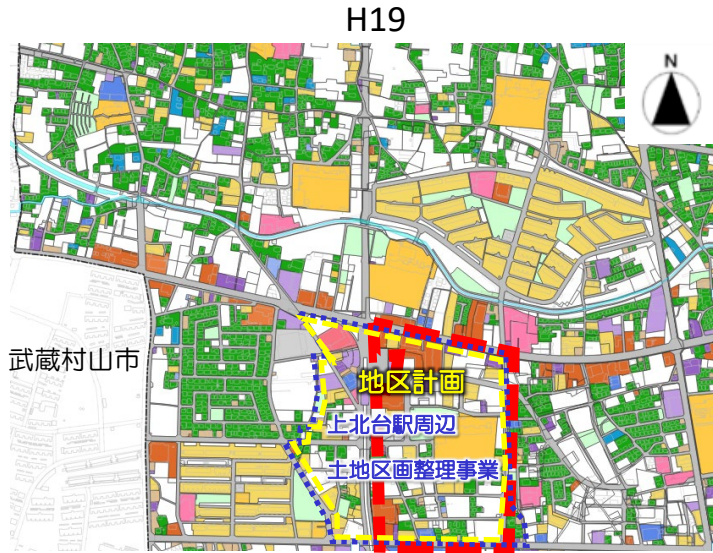 H19
N
武蔵村山市
地区計画
上北台駅周辺
土地区画整理事業